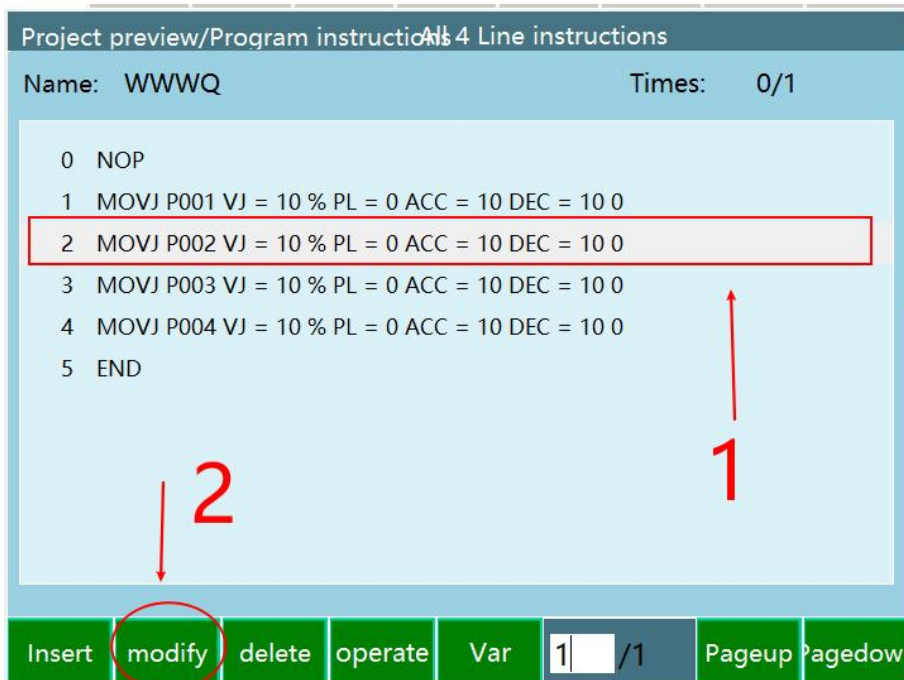 Project preview/Program instructions All 4 Line instructions
Name: WWWQ Times: 0/1
0 NOP
1 MOVJ P001 VJ = 10 % PL = 0 ACC = 10 DEC = 10 0
2 MOVJ P002 VJ = 10 % PL = 0 ACC = 10 DEC = 10 0
3 MOVJ P003 VJ = 10 % PL = 0 ACC = 10 DEC = 10 0
4 MOVJ P004 VJ = 10 % PL = 0 ACC = 10 DEC = 10 0
5 END
1
2
Insert modify delete operate Var 1 /1 Pageup Pagedow